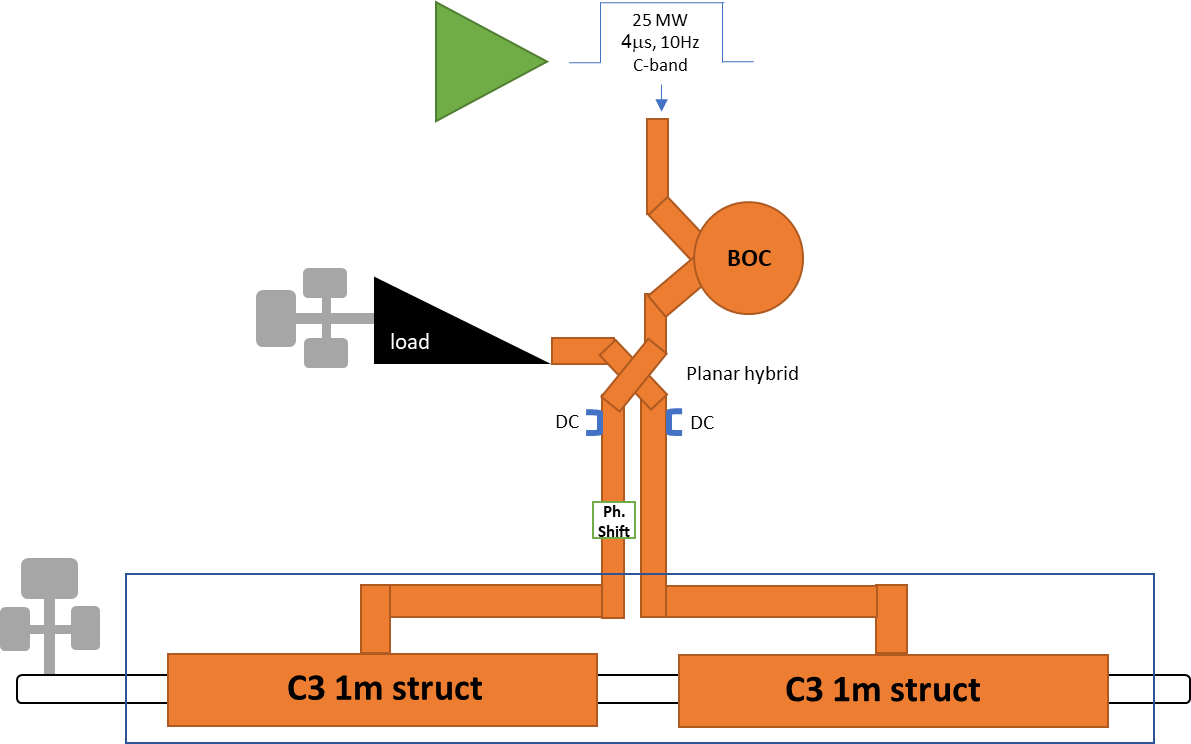 25 MW
4μs, 10Hz
C-band
BOC
load
Planar hybrid
DC
DC
Ph.
Shift
C3 1m struct
C3 1m struct